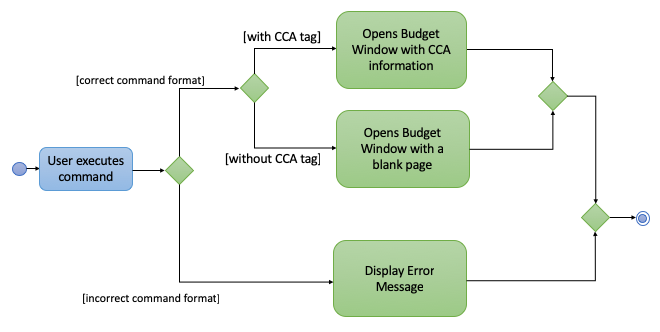 [with CCA tag]
Opens Budget
Window with CCA
information
[correct command format]
Opens Budget
Window with a
blank page
[without CCA tag]
User executes
command
Display Error
Message
[incorrect command format]